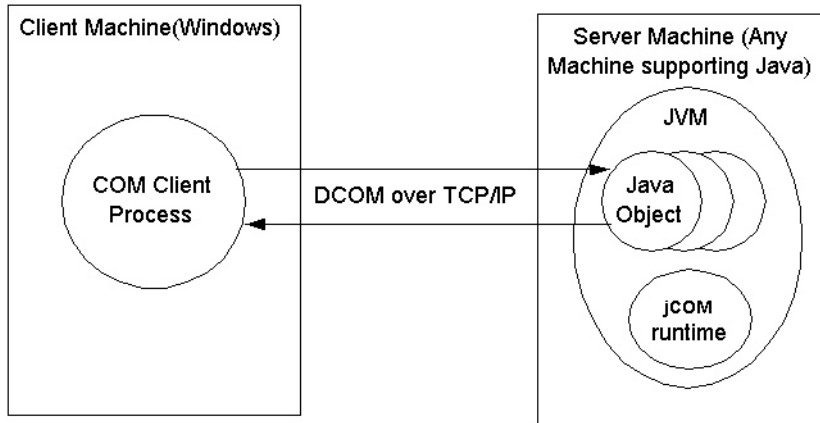 Client Machine(Windows)
COM Client
Process
DCOM over TCP/IP
Server Machine (Any
Machine supporting Java)
JVM
Java
Object
jCOM
runtime